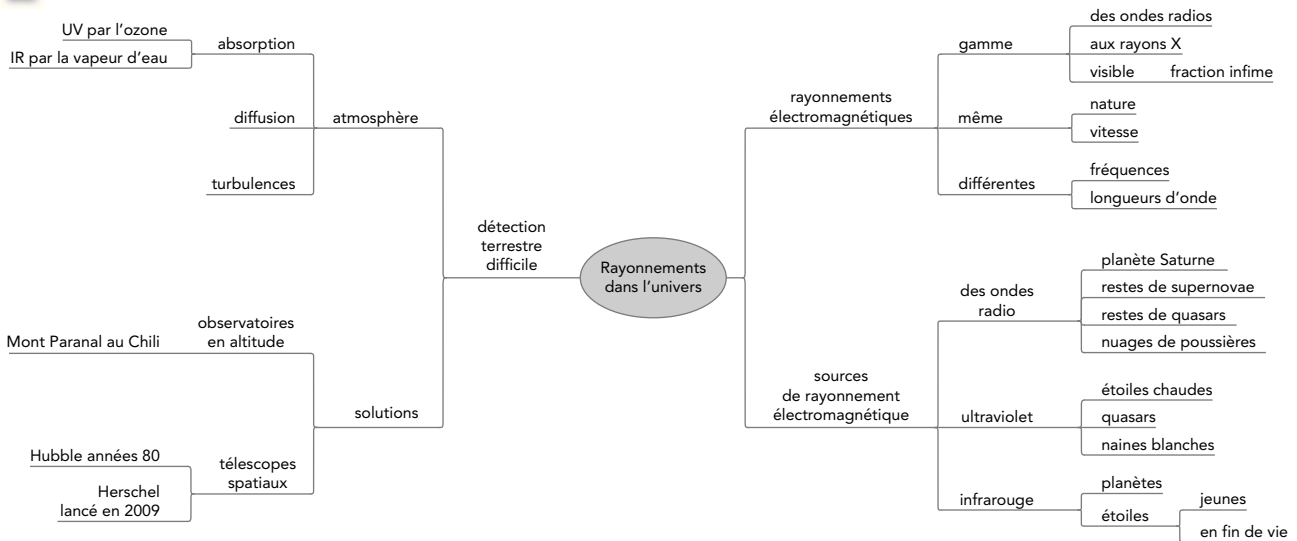 Rayonnements
dans l'univers
rayonnements
électromagnétiques
gamme
des ondes radios
aux rayons X
visible fraction infime
même
nature
vitesse
différentes
fréquences
longueurs d'onde
sources
de rayonnement
électromagnétique
des ondes
radio
planète Saturne
restes de supernovae
restes de quasars
nuages de poussières
ultraviolet
étoiles chaudes
quasars
naines blanches
infrarouge
planètes
étoiles
jeunes
en fin de vie
détection
terrestre
difficile
atmosphère
absorption
UV par l'ozone
IR par la vapeur d'eau
diffusion
turbulences
solutions
observatoires
en altitude
Mont Paranal au Chili
télescopes
spatiaux
Hubble années 80
Herschel
lancé en 2009